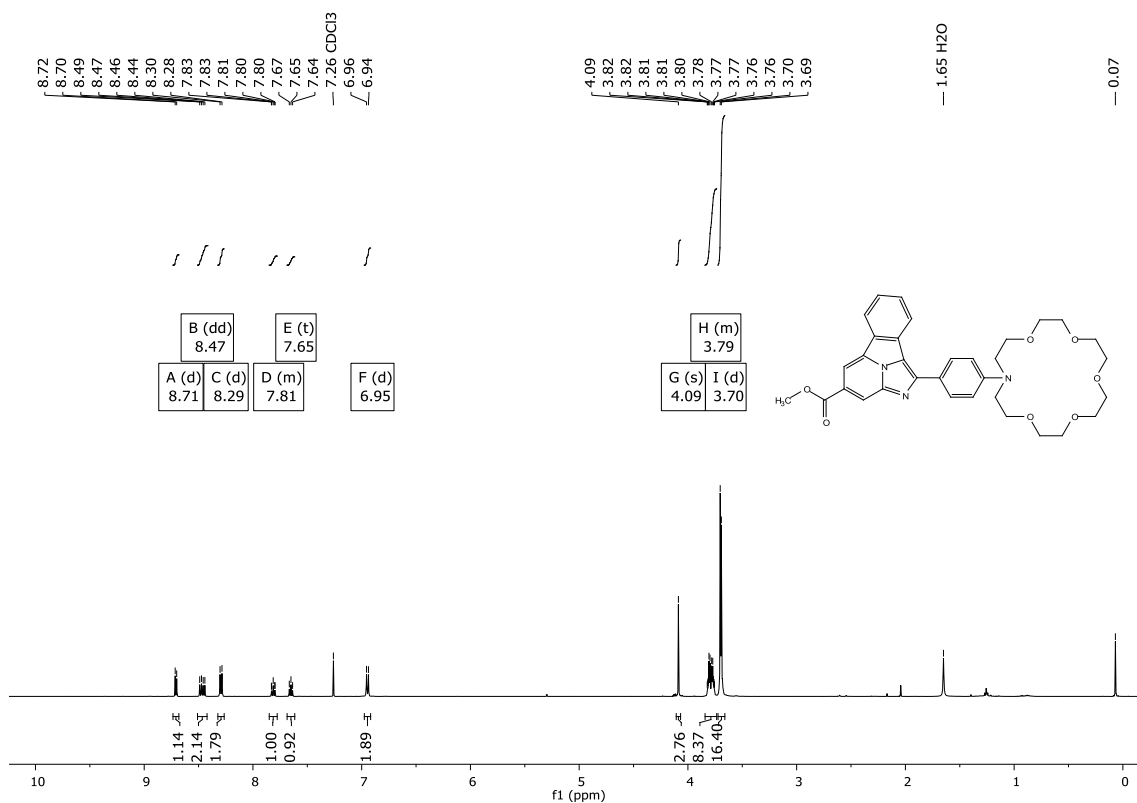 8.72
8.70
8.49
8.47
8.46
8.44
8.30
8.28
7.83
7.83
7.81
7.80
7.80
7.67
7.65
7.64
7.26 CDCl3
6.96
6.94
4.09
3.82
3.82
3.81
3.81
3.80
3.78
3.77
3.77
3.76
3.76
3.70
3.69
1.65 H2O
0.07
B (dd)
8.47
E (t)
7.65
H (m)
3.79
A (d)
8.71
C (d)
8.29
D (m)
7.81
F (d)
6.95
G (s)
4.09
I (d)
3.70
O
O
N
N
N
O
O
O
O
O
H₃C
1.14
2.14
1.79
1.00
0.92
1.89
2.76
8.37
16.40
10 9 8 7 6 5 4 3 2 1 0
f1 (ppm)